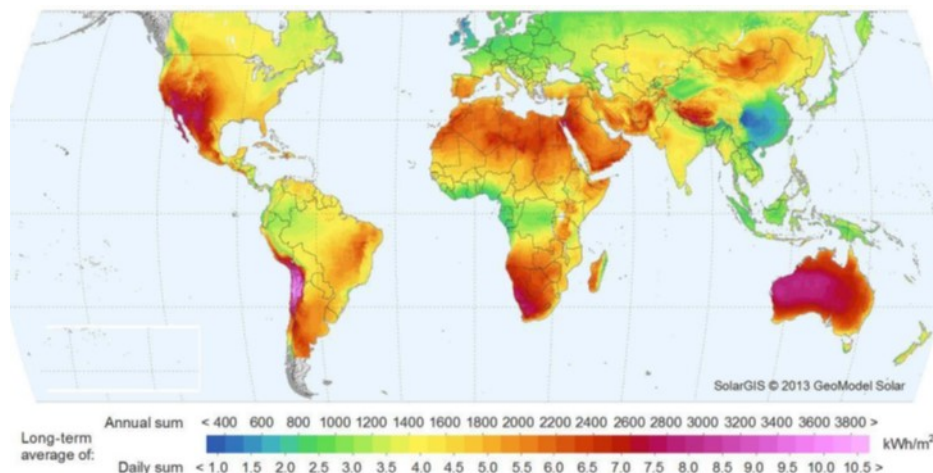 SolarGIS © 2013 GeoModel Solar
Annual sum < 400 600 800 1000 1200 1400 1600 1800 2000 2200 2400 2600 2800 3000 3200 3400 3600 3800 >
Long-term
average of:
kWh/m²
Daily sum < 1.0 1.5 2.0 2.5 3.0 3.5 4.0 4.5 5.0 5.5 6.0 6.5 7.0 7.5 8.0 8.5 9.0 9.5 10.0 10.5 >